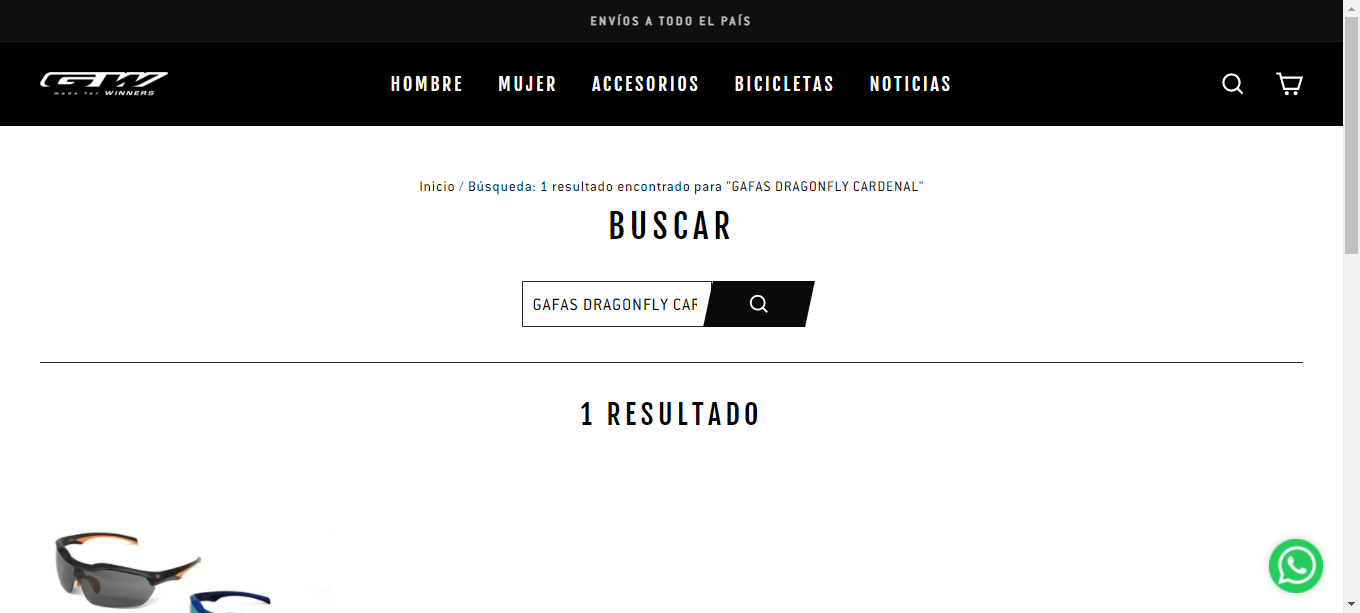 ENVÍOS A TODO EL PAÍS
GW
made for WINNERS
HOMBRE MUJER ACCESORIOS BICICLETAS NOTICIAS
Inicio / Búsqueda: 1 resultado encontrado para "GAFAS DRAGONFLY CARDENAL"
BUSCAR
GAFAS DRAGONFLY CAR
1 RESULTADO